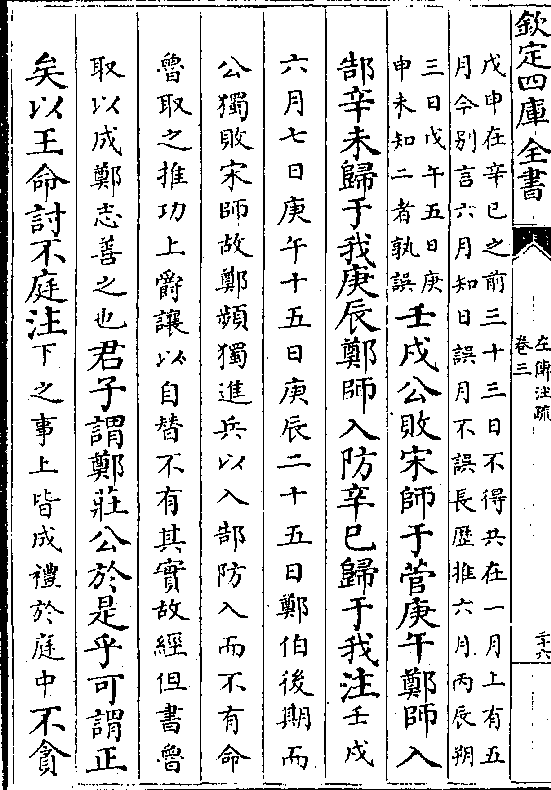 欽定四庫全書
左傳注疏
卷三
三十六
戊申在辛巳之前三十三日不得共在一月上有五
月今别言六月知日誤月不誤長歴推六月丙辰朔
三日戊午五日庚
申未知二者孰誤
壬戌公敗宋師于菅庚午鄭師入
郜辛未歸于我庚辰鄭師入防辛巳歸于我注壬戌
六月七日庚午十五日庚辰二十五日鄭伯後期而
公獨敗宋師故鄭頻獨進兵以入郜防入而不有命
魯取之推功上爵讓以自替不有其實故經但書魯
取以成鄭志善之也君子謂鄭莊公於是乎可謂正
矣以王命討不庭注下之事上皆成禮於庭中不貪